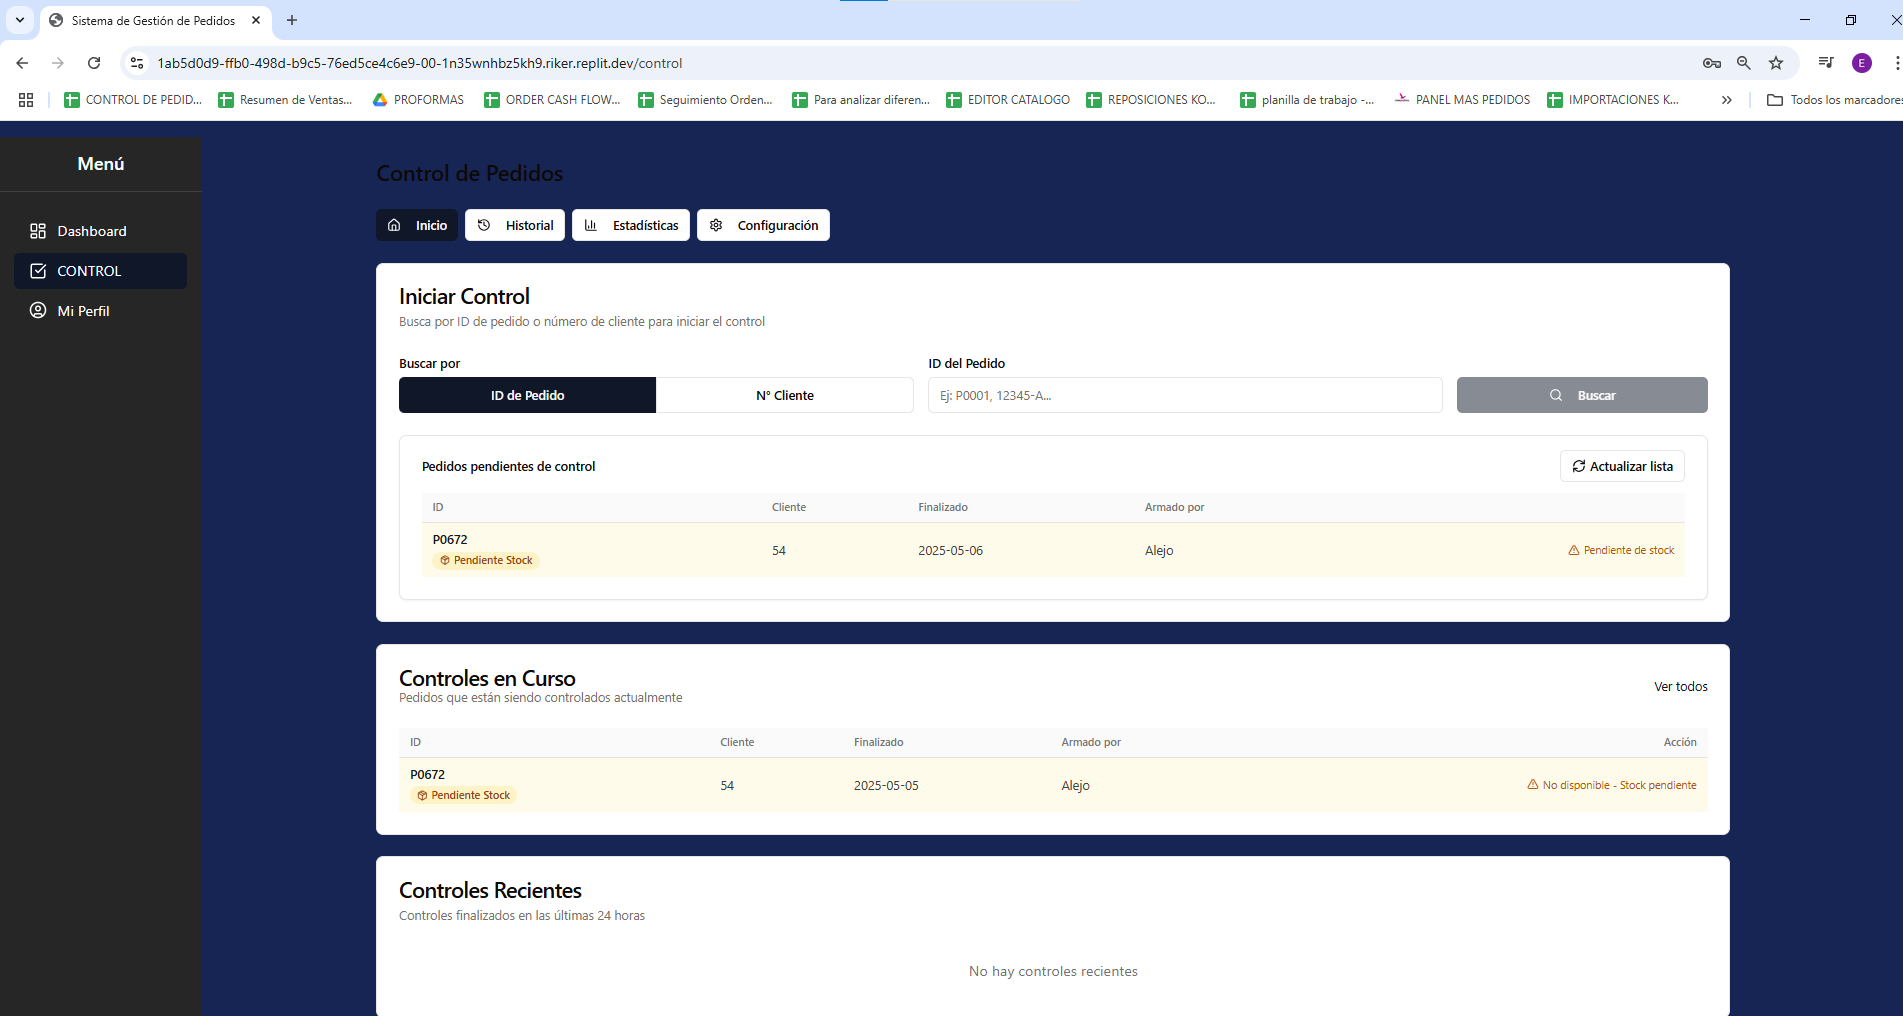 Sistema de Gestión de Pedidos
1ab5d0d9-ffb0-498d-b9c5-76ed5ce4c6e9-00-1n35wnhbz5kh9.riker.replit.dev/control
E
CONTROL DE PEDID...
Resumen de Ventas...
PROFORMAS
ORDER CASH FLOW...
Seguimiento Orden...
Para analizar diferen...
EDITOR CATALOGO
REPOSICIONES KO...
planilla de trabajo -...
PANEL MAS PEDIDOS
IMPORTACIONES K...
Todos los marcadores
Menú
Dashboard
CONTROL
Mi Perfil
Control de Pedidos
Inicio
Historial
Estadísticas
Configuración
Iniciar Control
Busca por ID de pedido o número de cliente para iniciar el control
Buscar por
ID del Pedido
ID de Pedido
N° Cliente
Ej: P0001, 12345-A...
Buscar
Pedidos pendientes de control
Actualizar lista
ID Cliente Finalizado Armado por
P0672
Pendiente Stock
54 2025-05-06 Alejo
Pendiente de stock
Controles en Curso
Pedidos que están siendo controlados actualmente
Ver todos
ID Cliente Finalizado Armado por Acción
P0672
Pendiente Stock
54 2025-05-05 Alejo
No disponible - Stock pendiente
Controles Recientes
Controles finalizados en las últimas 24 horas
No hay controles recientes